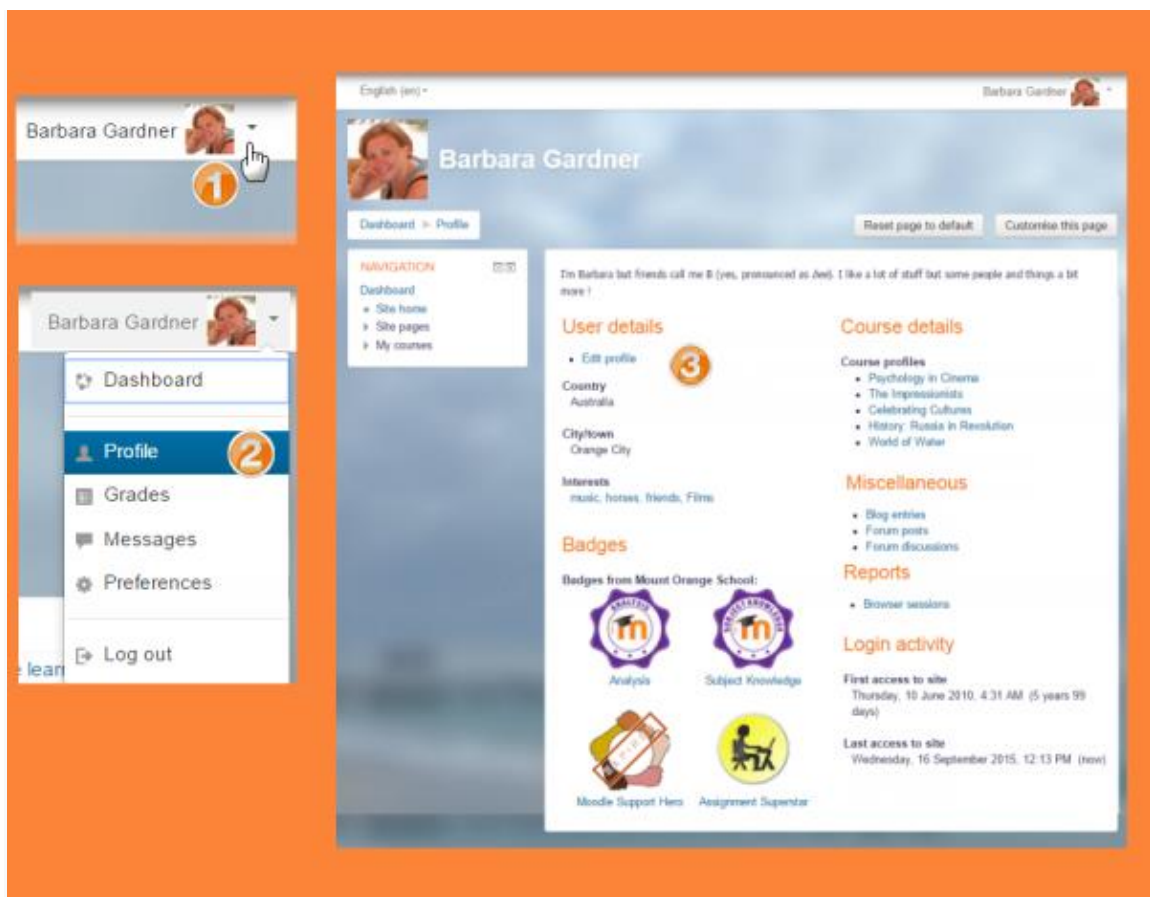 Barbara Gardner
1
Barbara Gardner
Dashboard
Profile
2
Grades
Messages
Preferences
Log out
e learn
English (en)
Barbara Gardner
Barbara Gardner
Dashboard
Profile
Reset page to default
Customise this page
NAVIGATION
Dashboard
Site home
Site pages
My courses
I'm Barbara but friends call me B (yes, pronounced as bee). I like a lot of stuff but some people and things a bit
more !
User details
Edit profile
3
Country
Australia
City/town
Orange City
Interests
music, horses, friends, Films
Badges
Badges from Mount Orange School:
ANALYSIS
m
Analysis
SUBJECT KNOWLEDGE
m
Subject Knowledge
Moodle Support Hero
Assignment Superstar
Course details
Course profiles
Psychology in Cinema
The Impressionists
Celebrating Cultures
History: Russia in Revolution
World of Water
Miscellaneous
Blog entries
Forum posts
Forum discussions
Reports
Browser sessions
Login activity
First access to site
Thursday, 10 June 2010, 4:31 AM (5 years 99
days)
Last access to site
Wednesday, 16 September 2015, 12:13 PM (now)